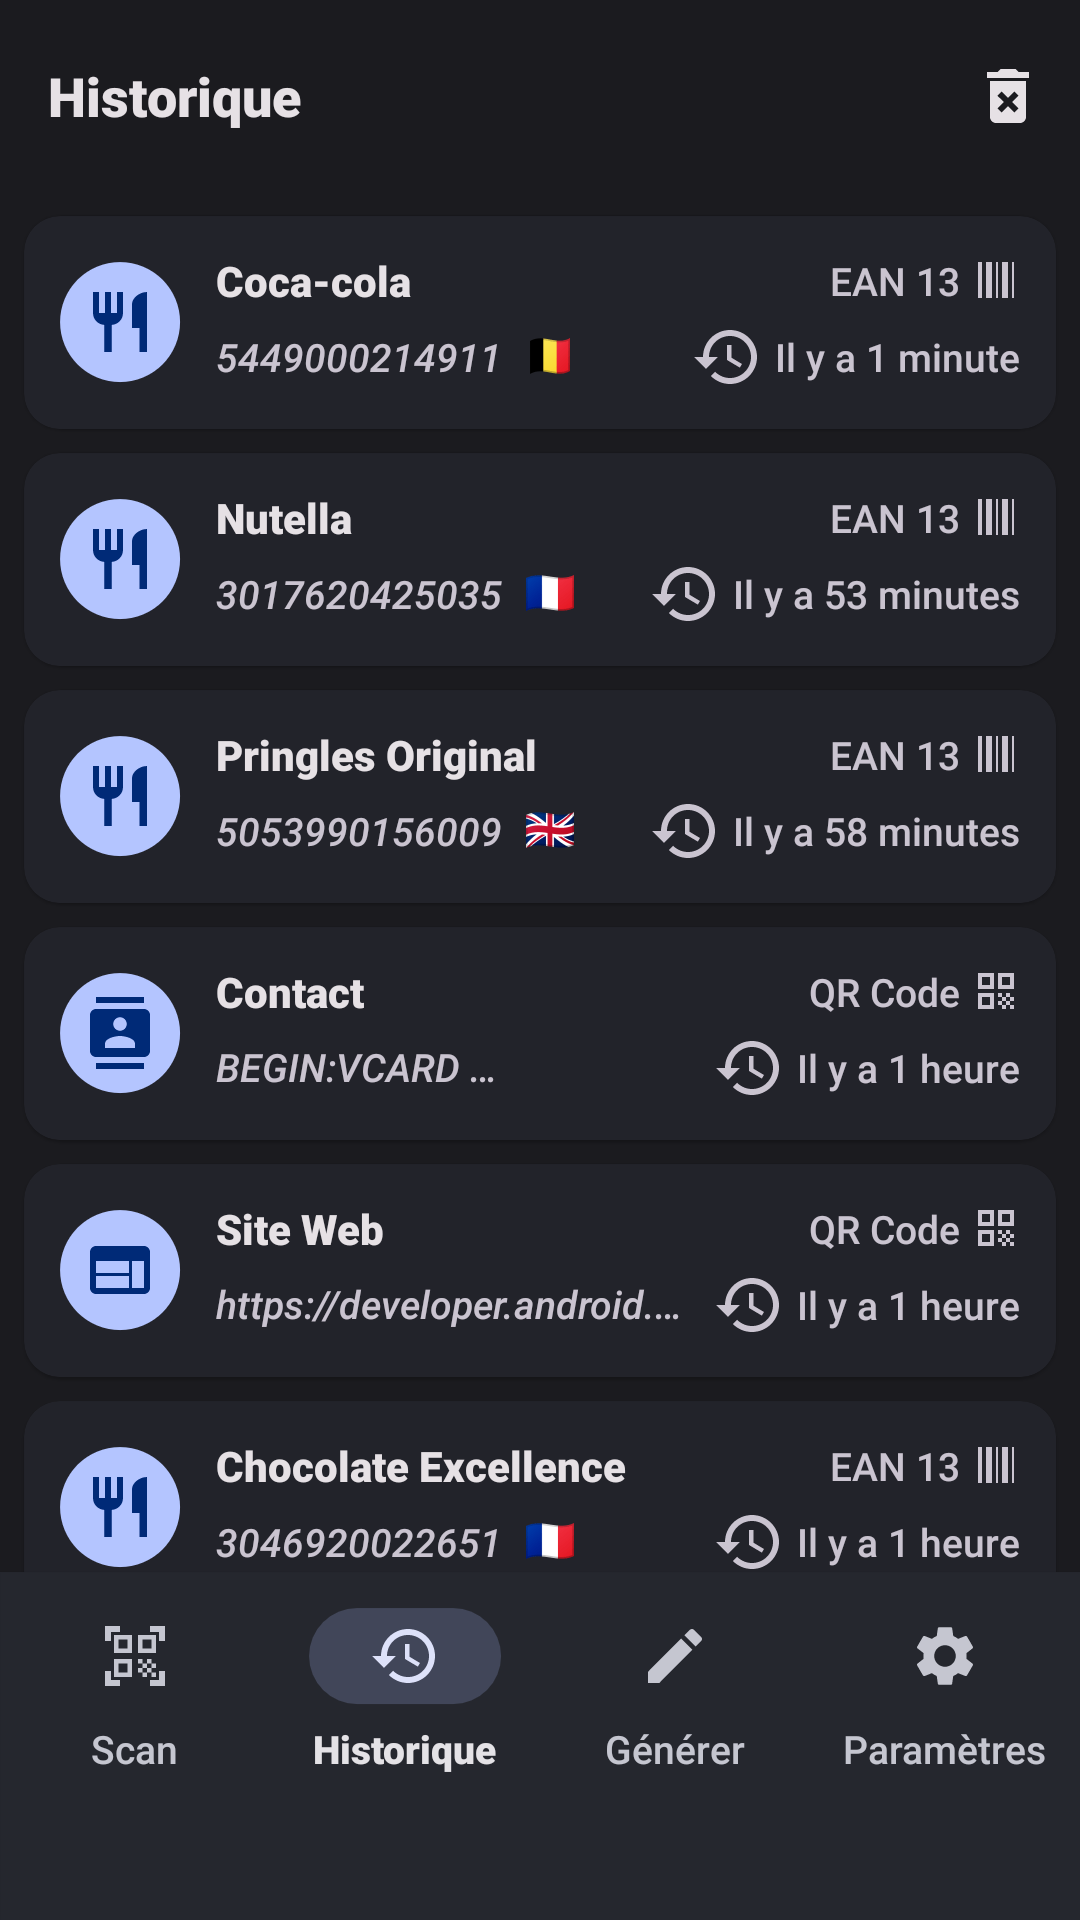 Historique
Coca-cola EAN 13
5449000214911 Il y a 1 minute
Nutella EAN 13
3017620425035 Il y a 53 minutes
Pringles Original EAN 13
5053990156009 Il y a 58 minutes
Contact QR Code
BEGIN:VCARD ... Il y a 1 heure
Site Web QR Code
https://developer.android.... Il y a 1 heure
Chocolate Excellence EAN 13
3046920022651 Il y a 1 heure
Scan Historique Générer Paramètres